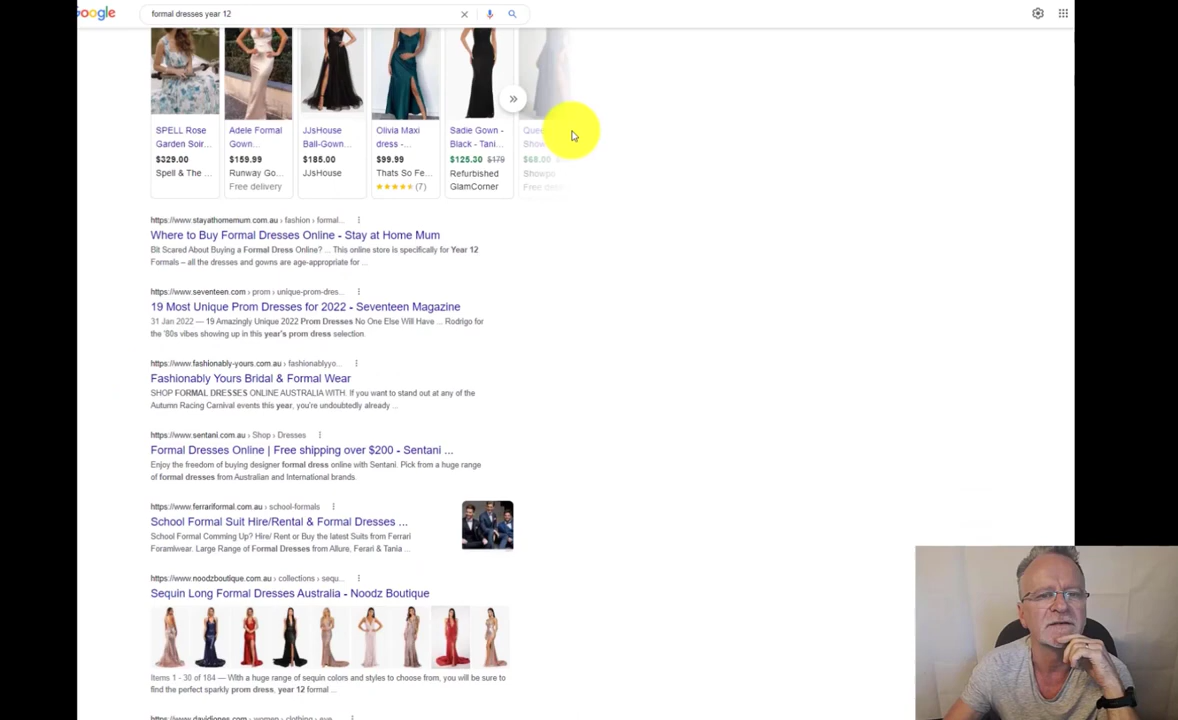 Google
formal dresses year 12
SPELL Rose
Garden Soir...
$329.00
Spell & The ...
Adele Formal
Gown...
$159.99
Runway Go...
Free delivery
JJsHouse
Ball-Gown...
$185.00
JJsHouse
Olivia Maxi
dress -...
$99.99
Thats So Fe...
(7)
Sadie Gown -
Black - Tani...
$125.30 $179
Refurbished
GlamCorner
Show
$68.00
Showpo
https://www.stayathomemum.com.au › fashion › formal...
Where to Buy Formal Dresses Online - Stay at Home Mum
Bit Scared About Buying a Formal Dress Online? ... This online store is specifically for Year 12
Formals – all the dresses and gowns are age-appropriate for ...
https://www.seventeen.com › prom › unique-prom-dres...
19 Most Unique Prom Dresses for 2022 - Seventeen Magazine
31 Jan 2022 — 19 Amazingly Unique 2022 Prom Dresses No One Else Will Have ... Rodrigo for
the '80s vibes showing up in this year's prom dress selection.
https://www.fashionably-yours.com.au › fashionablyyo...
Fashionably Yours Bridal & Formal Wear
SHOP FORMAL DRESSES ONLINE AUSTRALIA WITH. If you want to stand out at any of the
Autumn Racing Carnival events this year, you're undoubtedly already ...
https://www.sentani.com.au › Shop › Dresses
Formal Dresses Online | Free shipping over $200 - Sentani ...
Enjoy the freedom of buying designer formal dress online with Sentani. Pick from a huge range
of formal dresses from Australian and International brands.
https://www.ferrariformal.com.au › school-formals
School Formal Suit Hire/Rental & Formal Dresses ...
School Formal Comming Up? Hire/ Rent or Buy the latest Suits from Ferrari
Foramlwear. Large Range of Formal Dresses from Allure, Ferari & Tania ...
https://www.noodzboutique.com.au › collections › sequ...
Sequin Long Formal Dresses Australia - Noodz Boutique
Items 1 - 30 of 184 — With a huge range of sequin colors and styles to choose from, you will be sure to
find the perfect sparkly prom dress, year 12 formal ...
https://www.davidjones.com › women › clothing › eve...